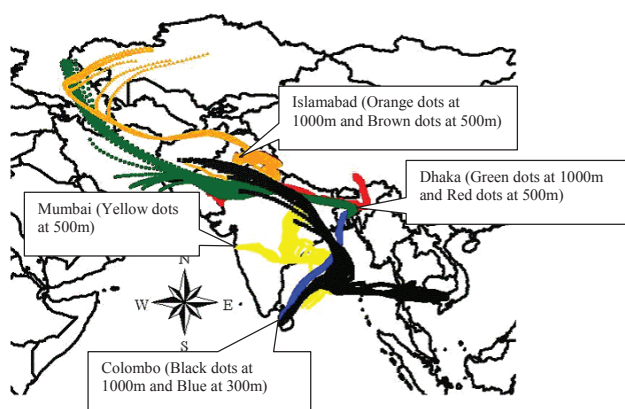 Islamabad (Orange dots at
1000m and Brown dots at 500m)
Dhaka (Green dots at 1000m
and Red dots at 500m)
Mumbai (Yellow dots
at 500m)
N
W E
S
Colombo (Black dots at
1000m and Blue at 300m)